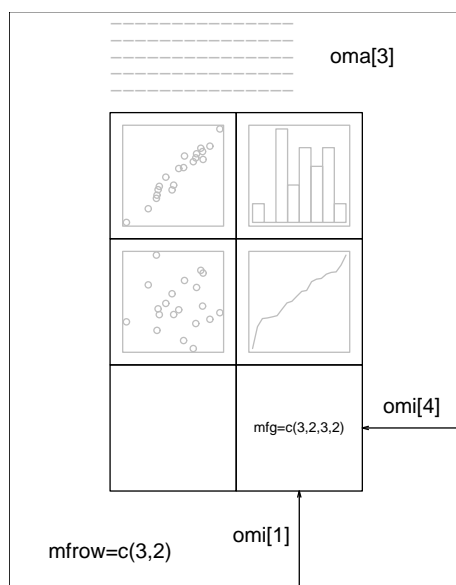 oma[3]
omi[4]
mfg=c(3,2,3,2)
omi[1]
mfrow=c(3,2)